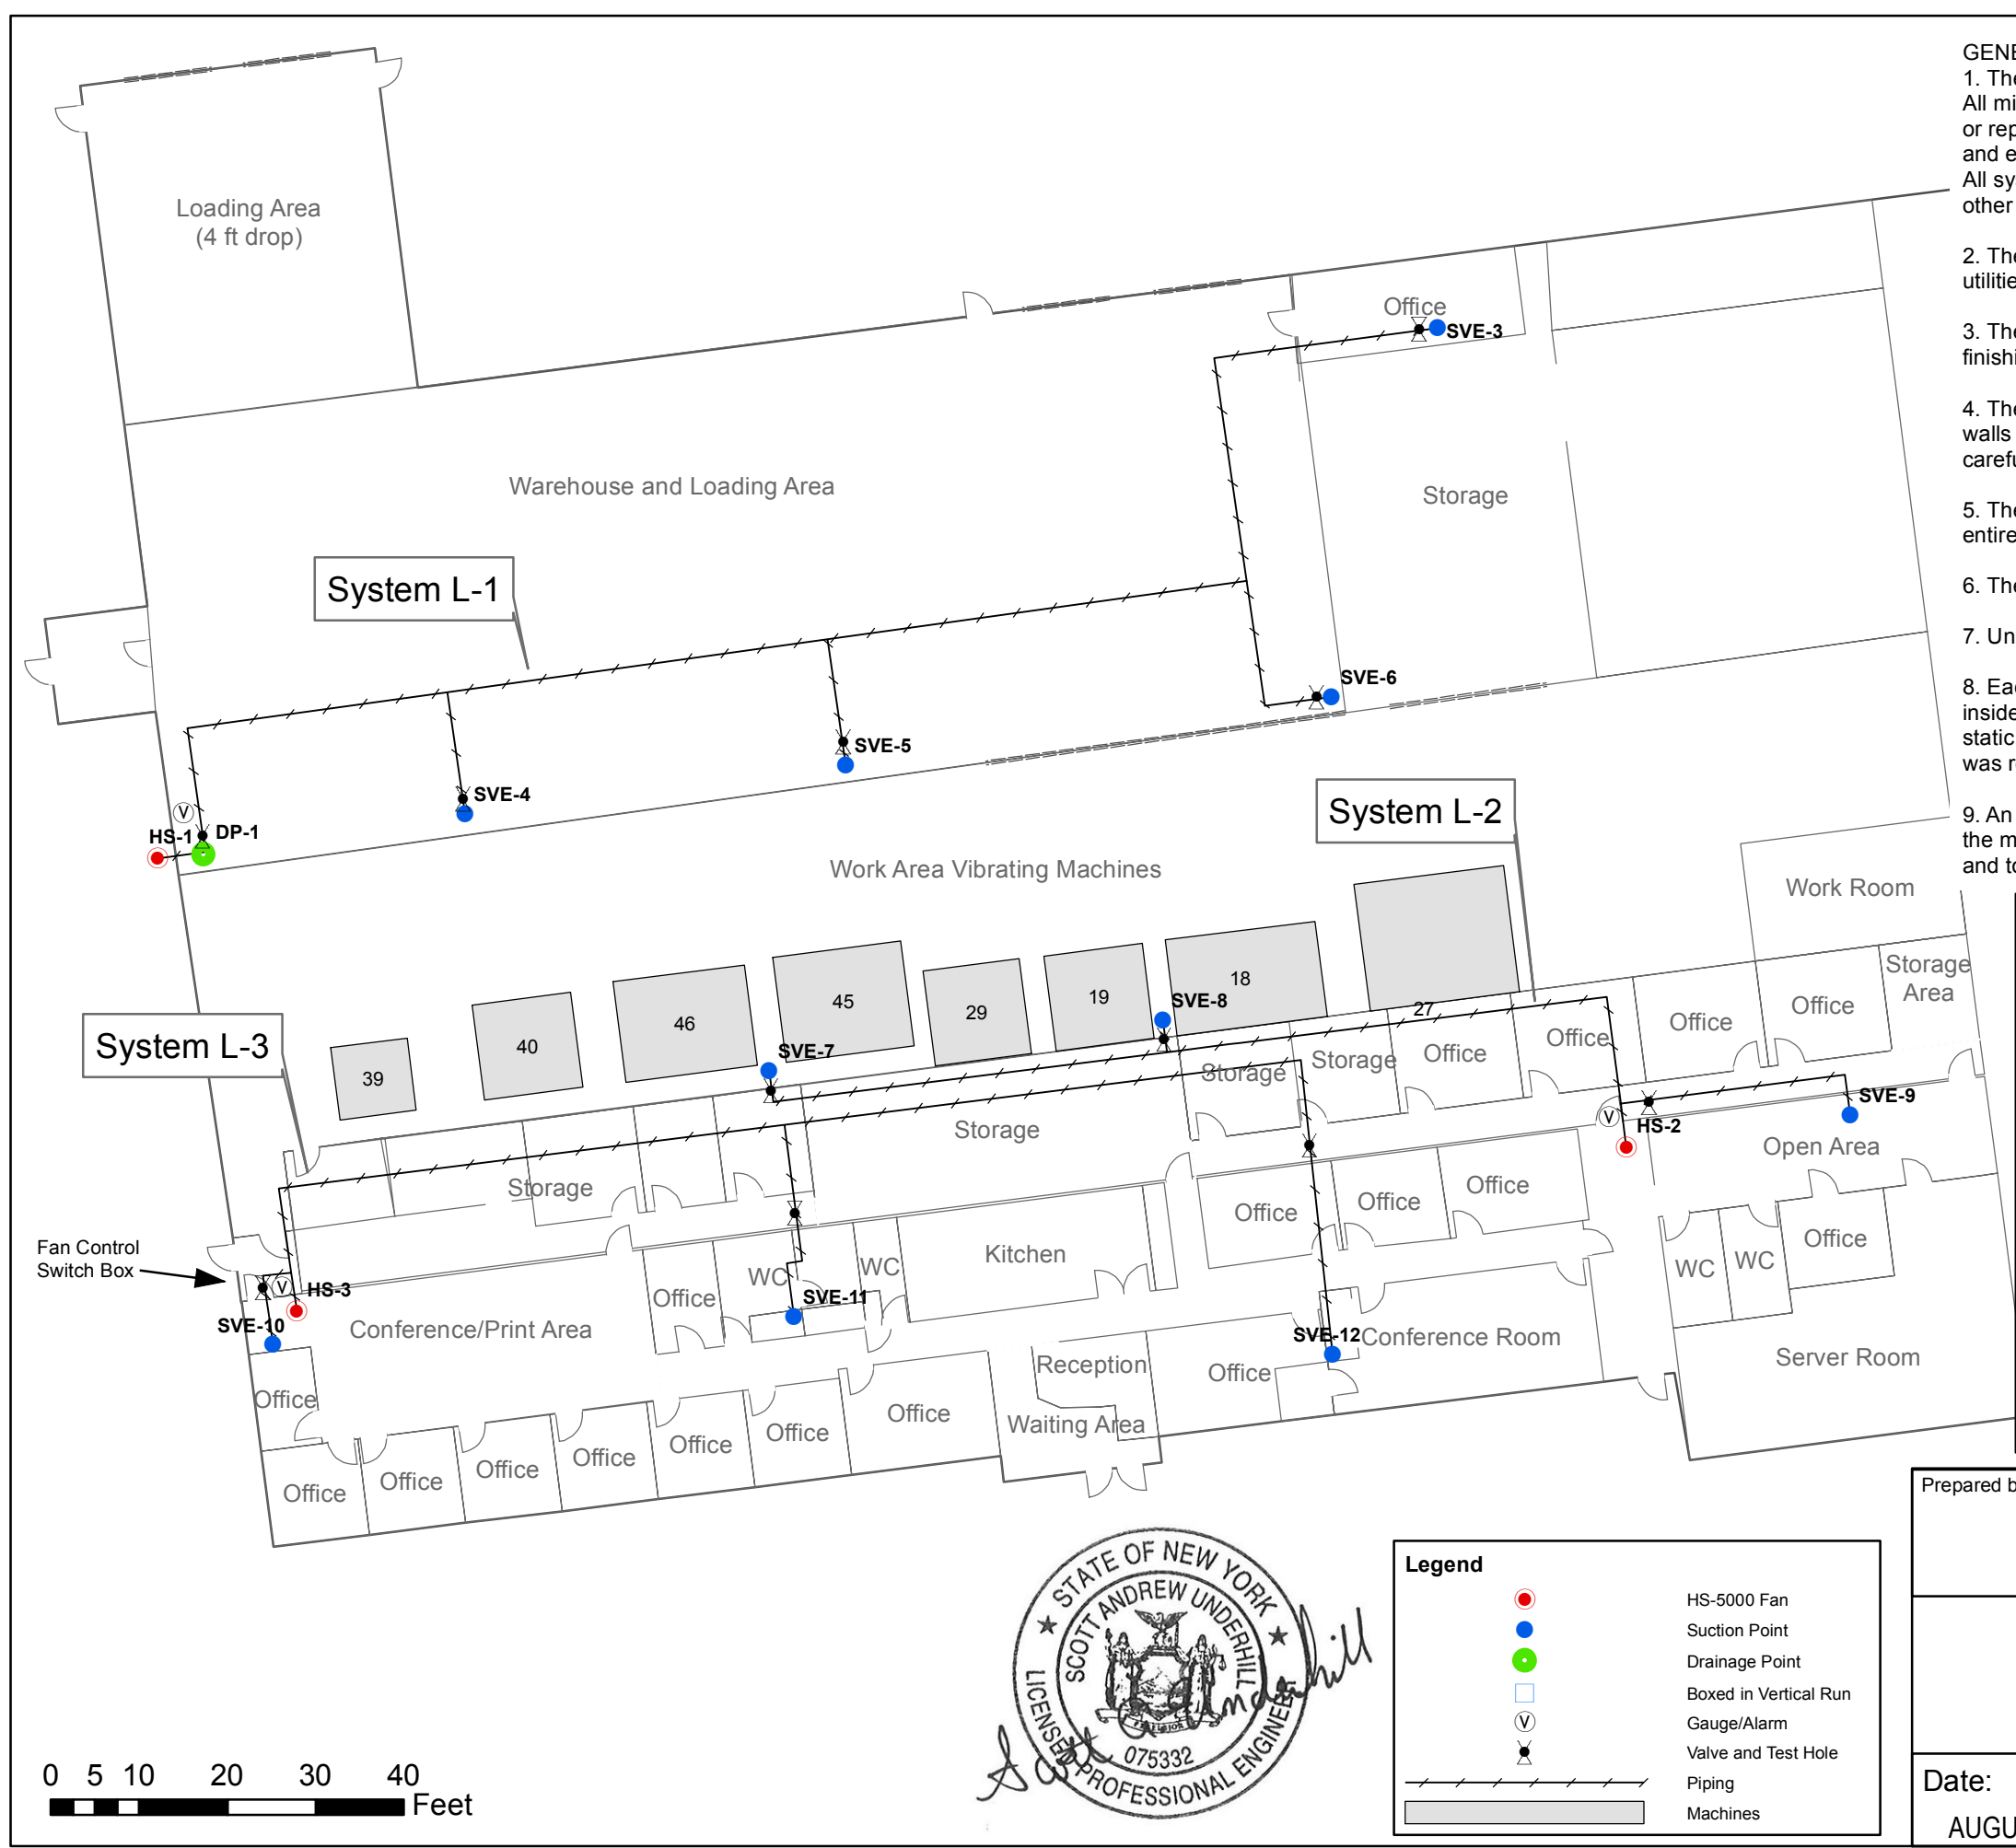 GENE
1. The
All mi
or rep
and e
All sy
other
2. The
utilitie
3. The
finishi
4. The
walls
carefu
5. The
entire
6. The
7. Un
8. Eac
inside
static
was r
9. An
the m
and to
Loading Area
(4 ft drop)
Office
SVE-3
Warehouse and Loading Area
Storage
System L-1
SVE-6
SVE-5
SVE-4
System L-2
V
HS-1
DP-1
Work Area Vibrating Machines
Work Room
Storage
Area
Office
Office
Office
27
18
19
29
45
46
40
39
SVE-8
SVE-7
System L-3
Storage
Storage
Office
Storage
Storage
V
HS-2
SVE-9
Open Area
Office
Office
Office
Office
WC
WC
Kitchen
WC
WC
Office
Fan Control
Switch Box
V
HS-3
SVE-10
SVE-11
SVE-12
Conference/Print Area
Conference Room
Server Room
Reception
Office
Waiting Area
Office
Office
Office
Office
Office
Office
Office
Office
Prepared b
STATE OF NEW YORK
SCOTT ANDREW UNDERHILL
LICENSED PROFESSIONAL ENGINEER
EXCELSIOR
075332
Scott A Underhill
Legend
HS-5000 Fan
Suction Point
Drainage Point
Boxed in Vertical Run
V
Gauge/Alarm
Valve and Test Hole
Piping
Machines
Date:
AUGU
0 5 10 20 30 40
Feet